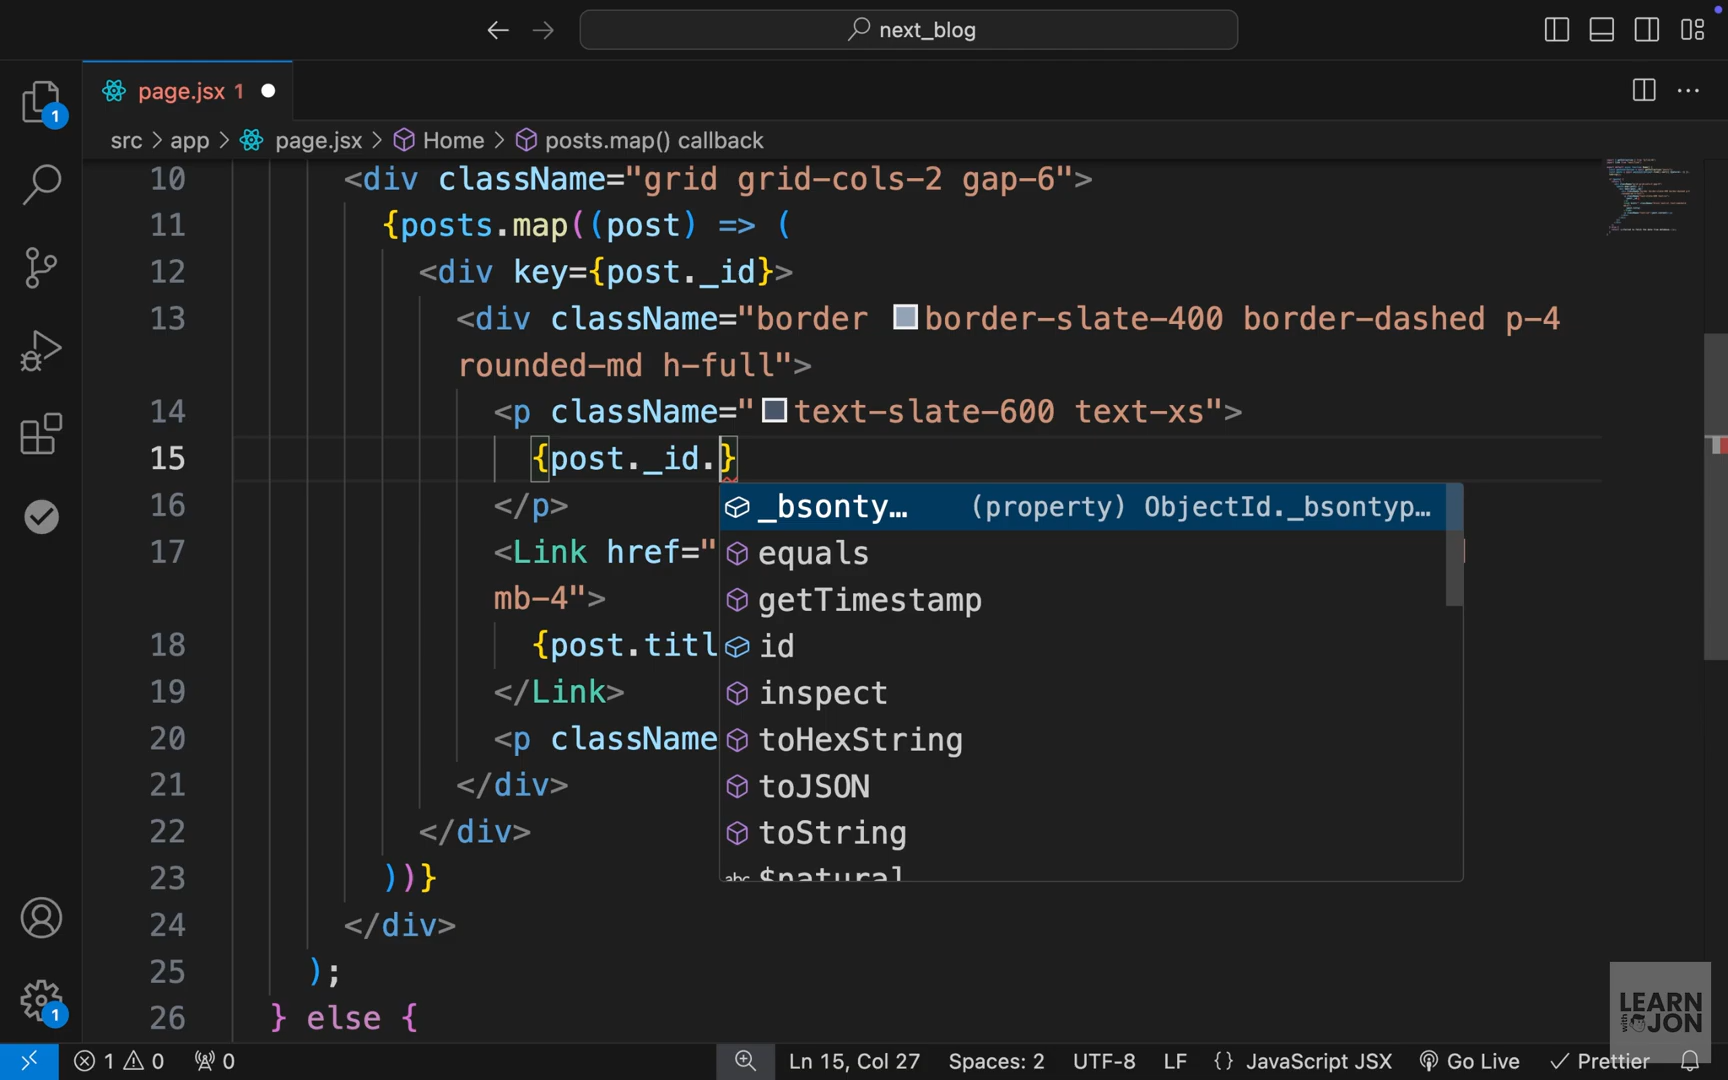 next_blog
page.jsx 1
src > app > page.jsx > Home > posts.map() callback
10 <div className="grid grid-cols-2 gap-6">
11 {posts.map((post) => (
12 <div key={post._id}>
13 <div className="border border-slate-400 border-dashed p-4
rounded-md h-full">
14 <p className="text-slate-600 text-xs">
15 {post._id.}
16 </p>
_bsonty… (property) ObjectId._bsontyp…
17 <Link href="
equals
mb-4">
getTimestamp
18 {post.titl
id
19 </Link>
inspect
20 <p className
toHexString
21 </div>
toJSON
22 </div>
toString
23 ))}
abc $natural
24 </div>
25 );
26 } else {
1
1
LEARN
with JON
1 0 0 Ln 15, Col 27 Spaces: 2 UTF-8 LF {} JavaScript JSX Go Live Prettier